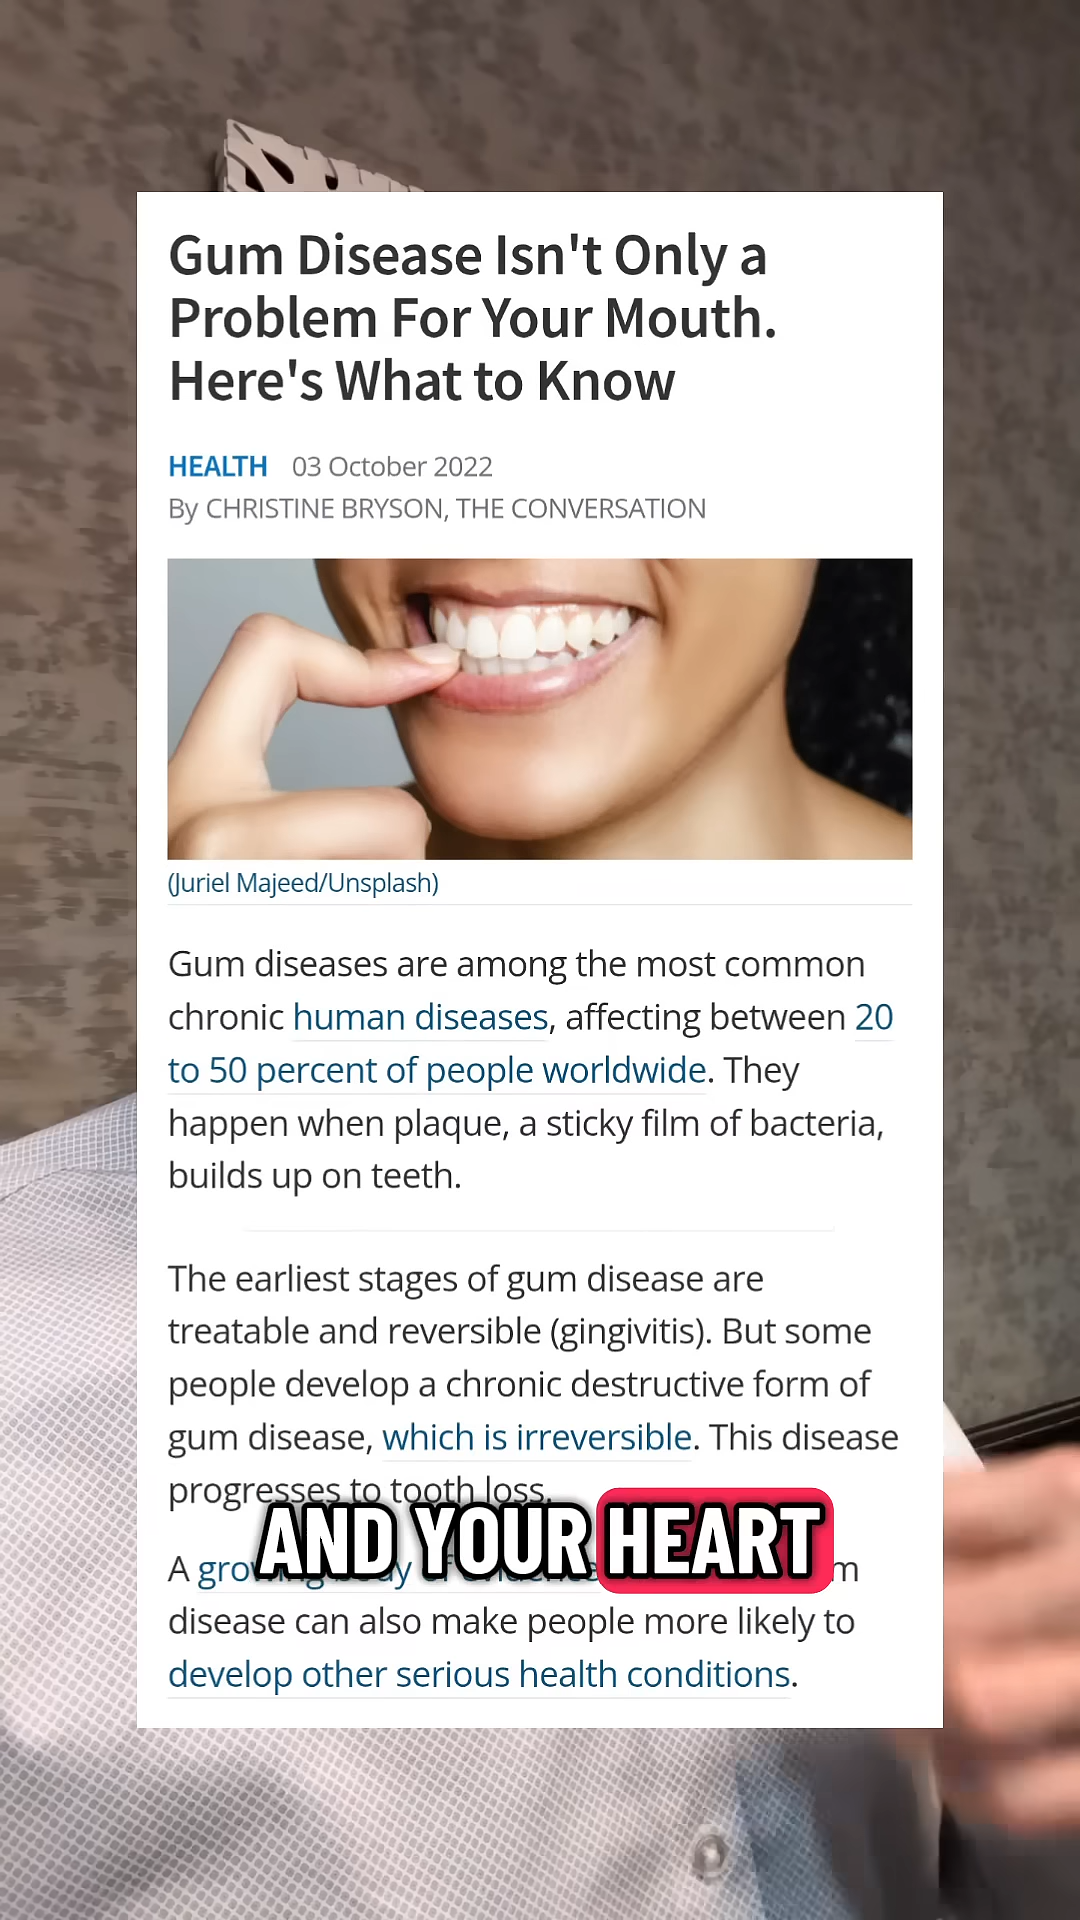 Gum Disease Isn't Only a
Problem For Your Mouth.
Here's What to Know
HEALTH 03 October 2022
By CHRISTINE BRYSON, THE CONVERSATION
(Juriel Majeed/Unsplash)
Gum diseases are among the most common
chronic human diseases, affecting between 20
to 50 percent of people worldwide. They
happen when plaque, a sticky film of bacteria,
builds up on teeth.
The earliest stages of gum disease are
treatable and reversible (gingivitis). But some
people develop a chronic destructive form of
gum disease, which is irreversible. This disease
progresses to tooth loss.
AND YOUR HEART
A growing body of evidence
disease can also make people more likely to
develop other serious health conditions.